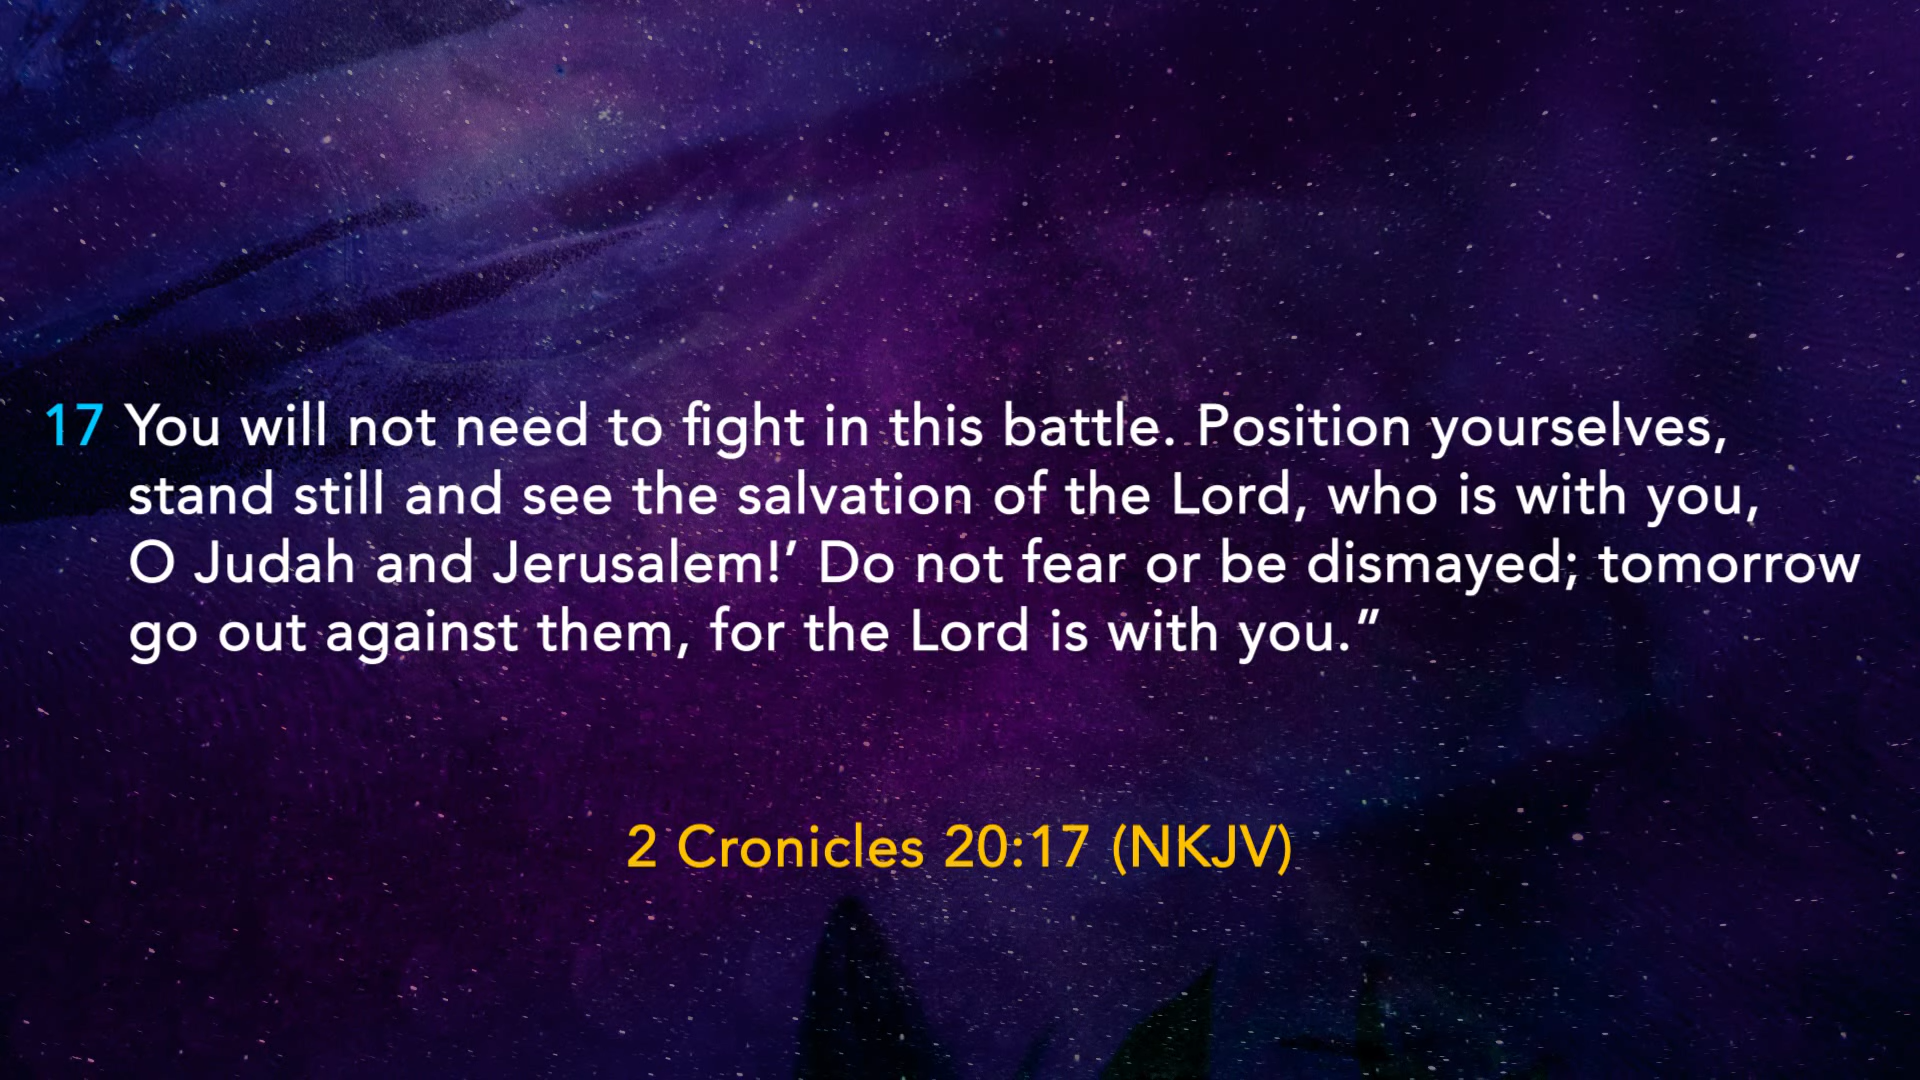 17 You will not need to fight in this battle. Position yourselves,
stand still and see the salvation of the Lord, who is with you,
O Judah and Jerusalem!’ Do not fear or be dismayed; tomorrow
go out against them, for the Lord is with you.”
2 Cronicles 20:17 (NKJV)